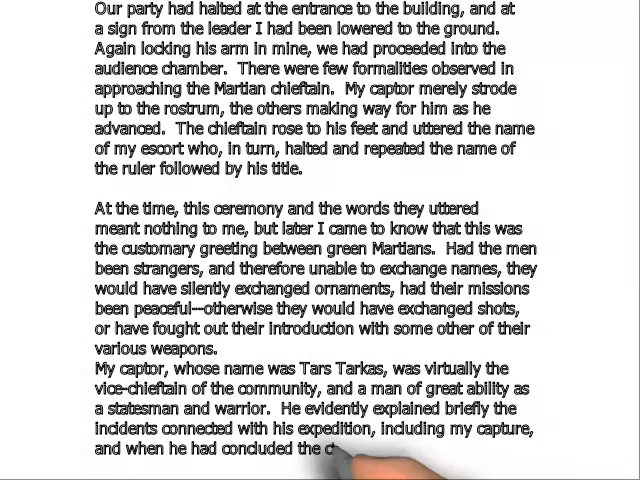 Our party had halted at the entrance to the building, and at
a sign from the leader I had been lowered to the ground.
Again locking his arm in mine, we had proceeded into the
audience chamber.  There were few formalities observed in
approaching the Martian chieftain.  My captor merely strode
up to the rostrum, the others making way for him as he
advanced.  The chieftain rose to his feet and uttered the name
of my escort who, in turn, halted and repeated the name of
the ruler followed by his title.

At the time, this ceremony and the words they uttered
meant nothing to me, but later I came to know that this was
the customary greeting between green Martians.  Had the men
been strangers, and therefore unable to exchange names, they
would have silently exchanged ornaments, had their missions
been peaceful--otherwise they would have exchanged shots,
or have fought out their introduction with some other of their
various weapons.
My captor, whose name was Tars Tarkas, was virtually the
vice-chieftain of the community, and a man of great ability as
a statesman and warrior.  He evidently explained briefly the
incidents connected with his expedition, including my capture,
and when he had concluded the